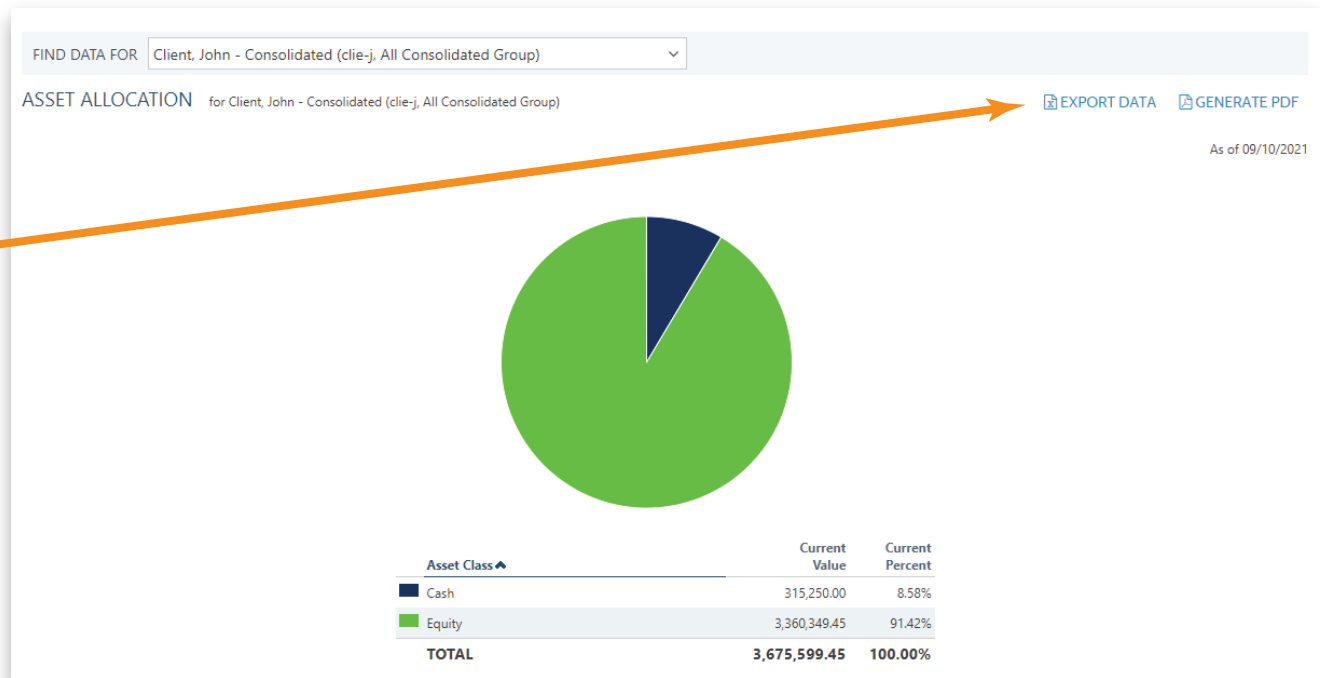 FIND DATA FOR Client, John - Consolidated (clie-j, All Consolidated Group)
ASSET ALLOCATION for Client, John - Consolidated (clie-j, All Consolidated Group) EXPORT DATA GENERATE PDF
As of 09/10/2021
Current Current
Asset Class Value Percent
Cash 315,250.00 8.58%
Equity 3,360,349.45 91.42%
TOTAL 3,675,599.45 100.00%